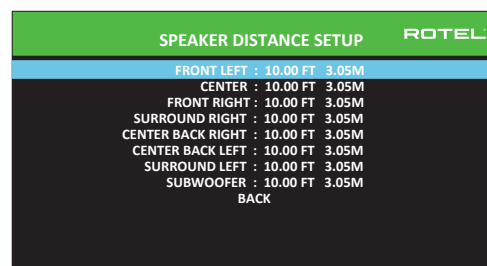 SPEAKER DISTANCE SETUP
ROTEL
FRONT LEFT : 10.00 FT 3.05M
CENTER : 10.00 FT 3.05M
FRONT RIGHT : 10.00 FT 3.05M
SURROUND RIGHT : 10.00 FT 3.05M
CENTER BACK RIGHT : 10.00 FT 3.05M
CENTER BACK LEFT : 10.00 FT 3.05M
SURROUND LEFT : 10.00 FT 3.05M
SUBWOOFER : 10.00 FT 3.05M
BACK